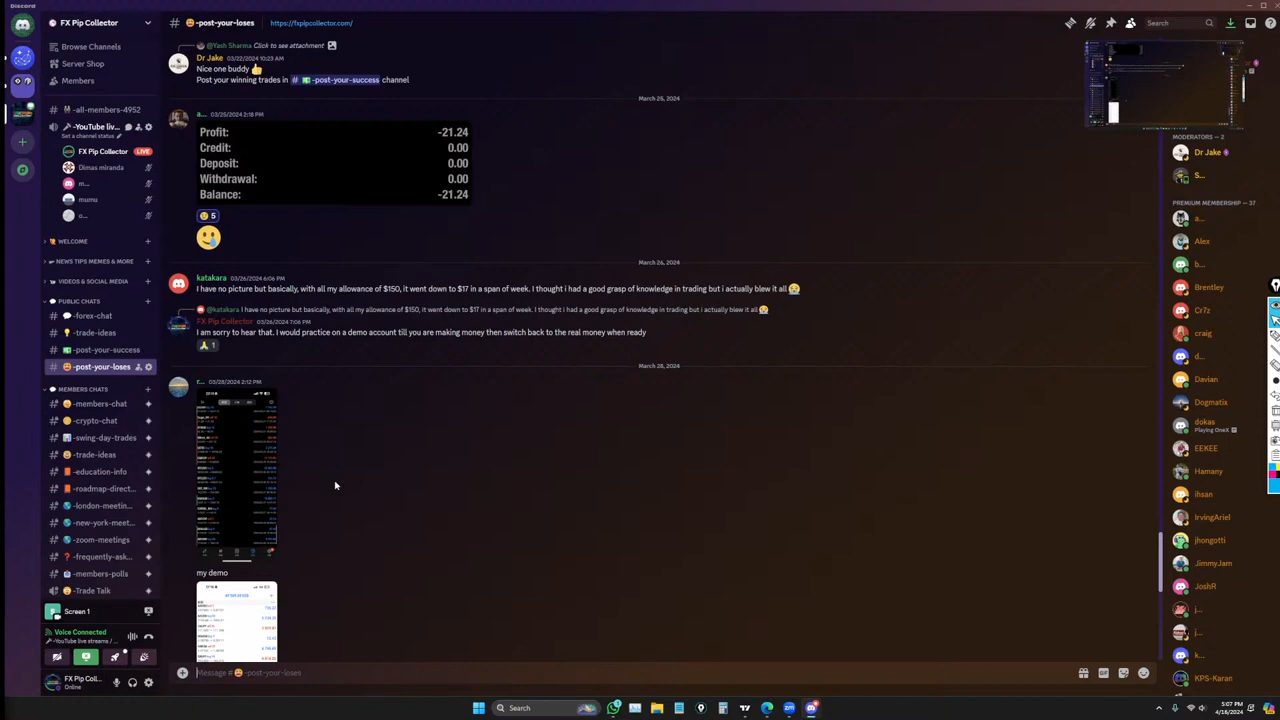 Discord
FX Pip Collector
-post-your-loses
https://fxpipcollector.com/
Search
Browse Channels
Server Shop
Members
-all-members-4952
-YouTube liv...
Set a channel status
FX Pip Collector LIVE
Dimas miranda
m...
mumu
o...
WELCOME
NEWS TIPS MEMES & MORE
VIDEOS & SOCIAL MEDIA
PUBLIC CHATS
-forex-chat
-trade-ideas
-post-your-success
-post-your-loses
MEMBERS CHATS
-members-chat
-crypto-chat
-swing-day-trades
-trade-ideas
-education-info
-roadmap-direct...
-london-meetin...
-new-york-meet...
-zoom-meetings
-frequently-ask...
-members-polls
-Trade Talk
Screen 1
Voice Connected
-YouTube live streams / ...
FX Pip Colle...
Online
@Yash Sharma Click to see attachment
Dr Jake 03/22/2024 10:23 AM
Nice one buddy
Post your winning trades in # -post-your-success channel
March 25, 2024
a... 03/25/2024 2:18 PM
Profit: -21.24
Credit: 0.00
Deposit: 0.00
Withdrawal: 0.00
Balance: -21.24
5
March 26, 2024
katakara 03/26/2024 6:06 PM
I have no picture but basically, with all my allowance of $150, it went down to $17 in a span of week. I thought i had a good grasp of knowledge in trading but i actually blew it all
@katakara I have no picture but basically, with all my allowance of $150, it went down to $17 in a span of week. I thought i had a good grasp of knowledge in trading but i actually blew it all
FX Pip Collector 03/26/2024 7:06 PM
I am sorry to hear that. I would practice on a demo account till you are making money then switch back to the real money when ready
1
March 28, 2024
r... 03/28/2024 2:12 PM
my demo
Message # -post-your-loses
MODERATORS — 2
Dr Jake
S...
PREMIUM MEMBERSHIP — 37
a...
Alex
b...
Brentley
Cr7z
craig
d...
Davian
Dogmatix
dokas
Playing OneX
EEKEE
Hamany
ihsan
IrvingAriel
jhongotti
JimmyJam
JoshR
j...
j...
k...
KPS-Karan
Search
5:07 PM
4/16/2024